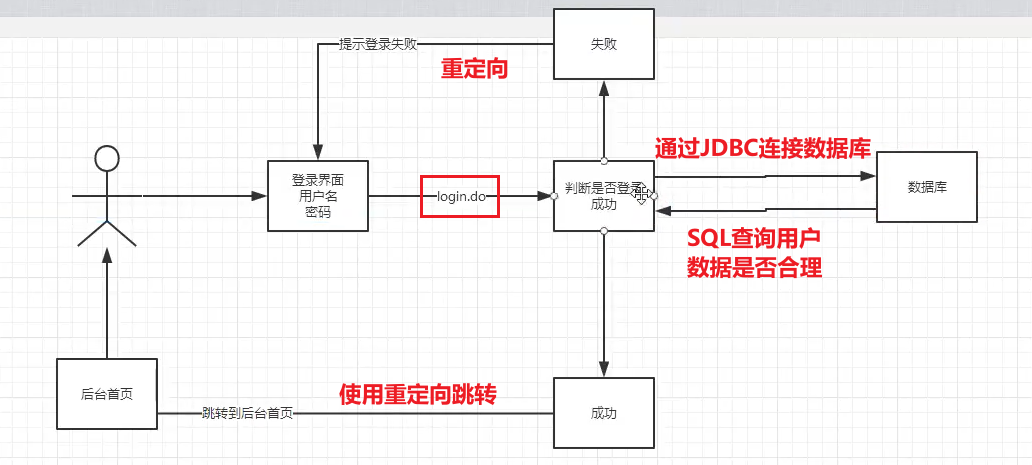 提示登录失败
失败
重定向
通过JDBC连接数据库
登录界面
用户名
密码
login.do
判断是否登录
成功
数据库
SQL查询用户
数据是否合理
后台首页
使用重定向跳转
跳转到后台首页
成功